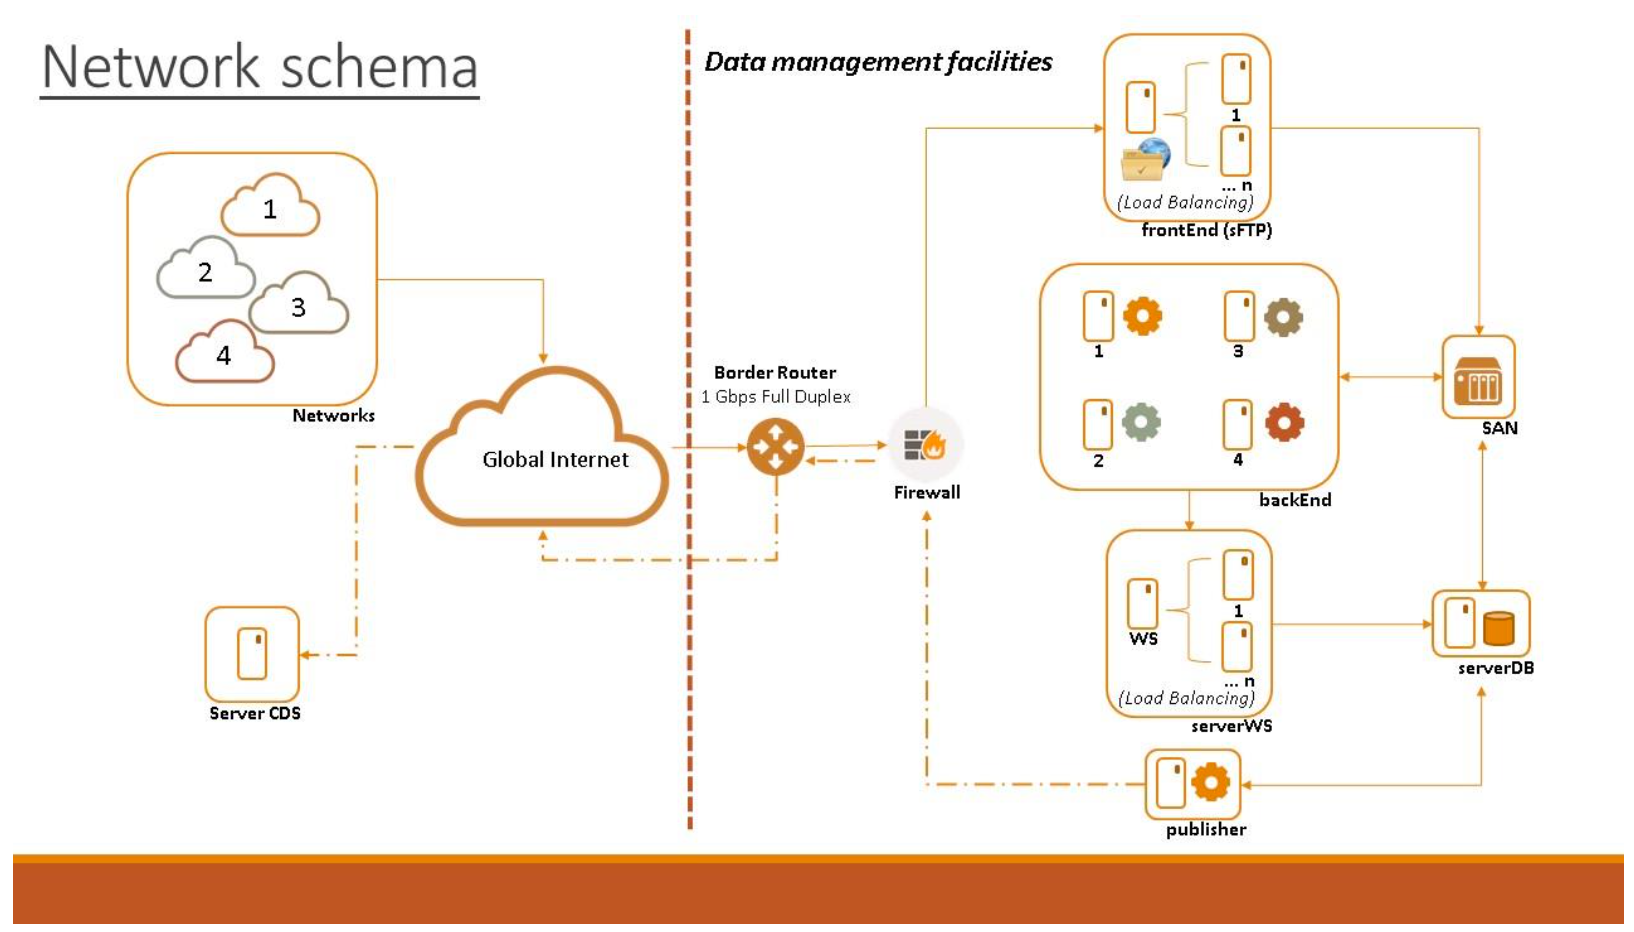 Network schema
Data management facilities
1
2
3
4
Networks
Global Internet
Server CDS
Border Router
1 Gbps Full Duplex
Firewall
1
... n
(Load Balancing)
frontEnd (sFTP)
1
3
2
4
backEnd
SAN
1
WS
... n
(Load Balancing)
serverWS
serverDB
publisher